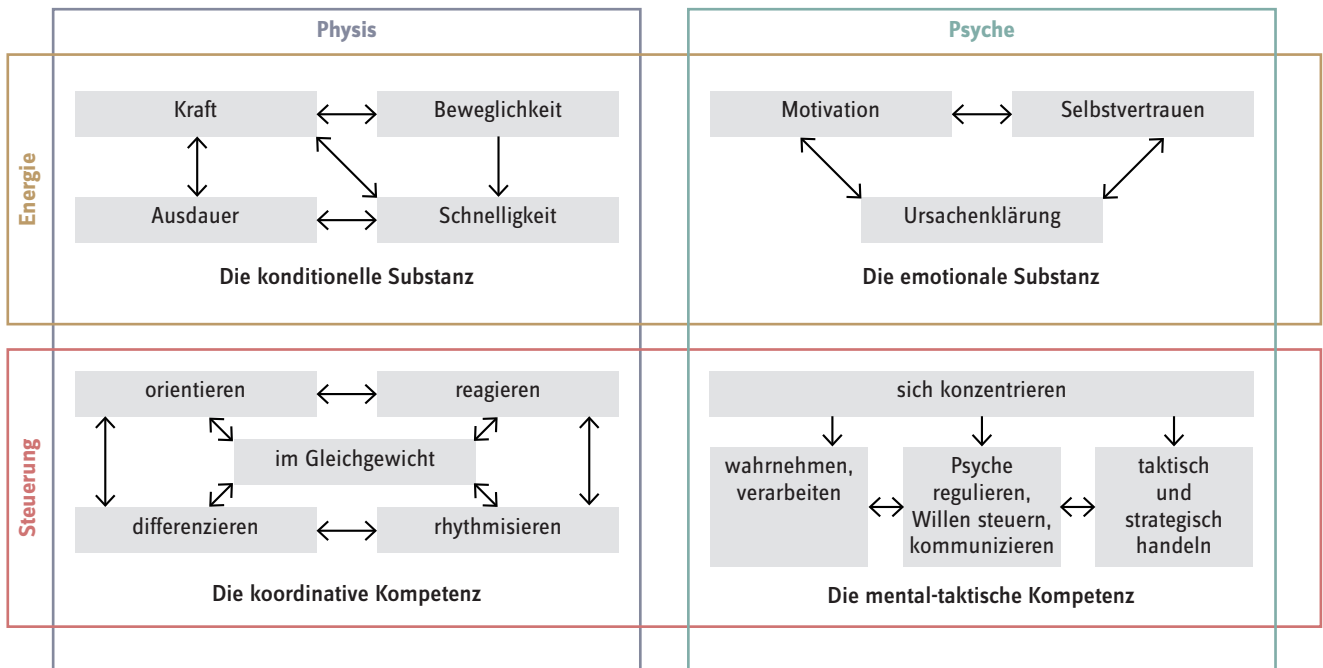 Physis
Psyche
Energie
Kraft
Beweglichkeit
Ausdauer
Schnelligkeit
Die konditionelle Substanz
Motivation
Selbstvertrauen
Ursachenklärung
Die emotionale Substanz
Steuerung
orientieren
reagieren
im Gleichgewicht
differenzieren
rhythmisieren
Die koordinative Kompetenz
sich konzentrieren
wahrnehmen,
verarbeiten
Psyche
regulieren,
Willen steuern,
kommunizieren
taktisch
und
strategisch
handeln
Die mental-taktische Kompetenz